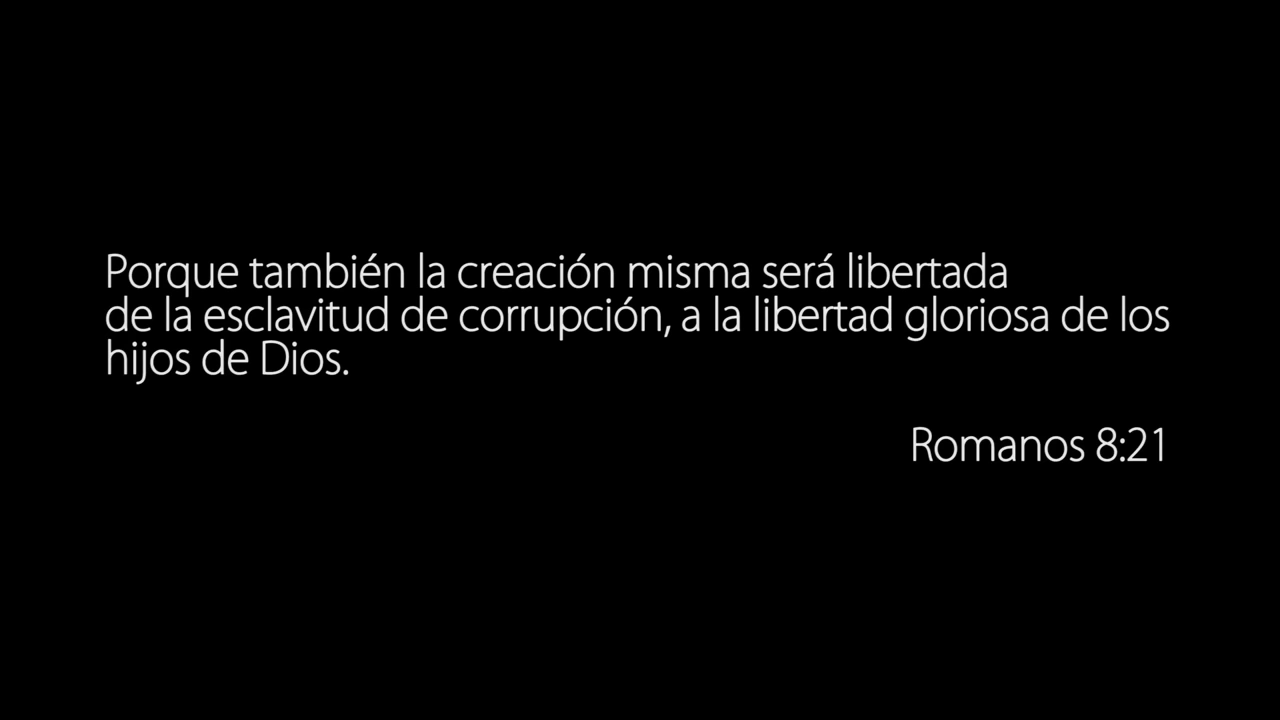 Porque también la creación misma será libertada
de la esclavitud de corrupción, a la libertad gloriosa de los
hijos de Dios.
Romanos 8:21